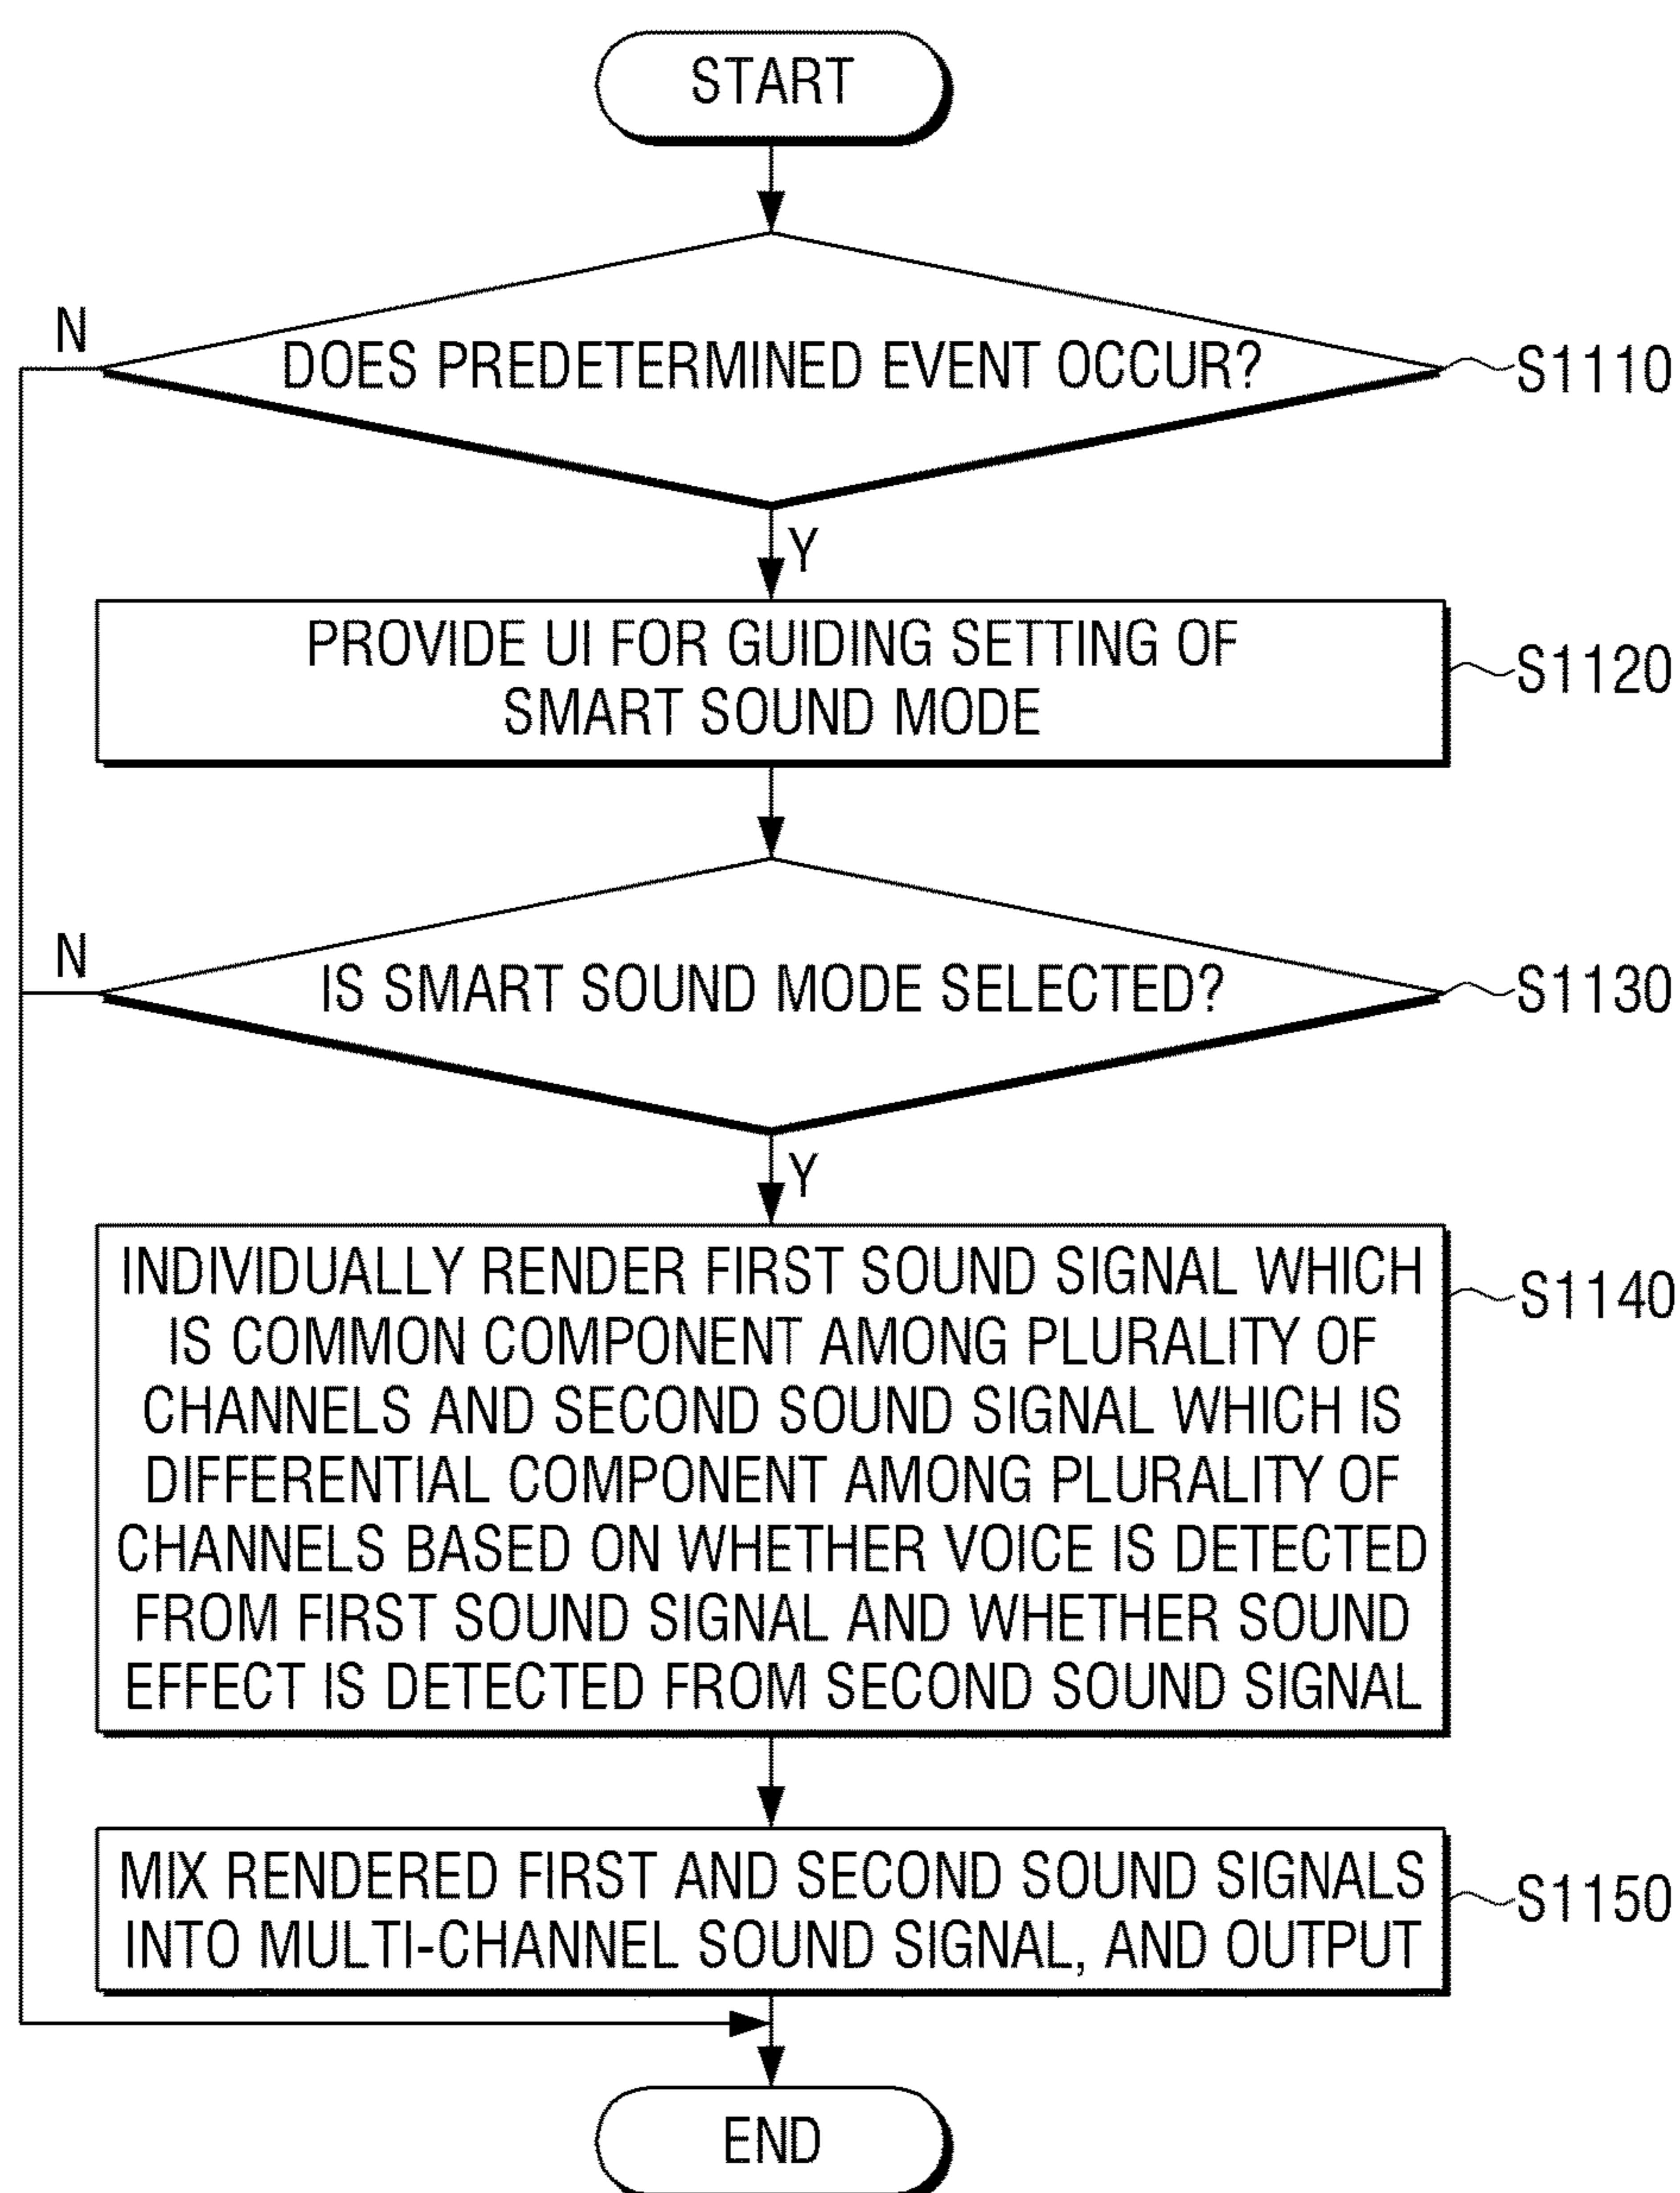 START
N
DOES PREDETERMINED EVENT OCCUR?
S1110
Y
PROVIDE UI FOR GUIDING SETTING OF
SMART SOUND MODE
S1120
N
IS SMART SOUND MODE SELECTED?
S1130
Y
INDIVIDUALLY RENDER FIRST SOUND SIGNAL WHICH
IS COMMON COMPONENT AMONG PLURALITY OF
CHANNELS AND SECOND SOUND SIGNAL WHICH IS
DIFFERENTIAL COMPONENT AMONG PLURALITY OF
CHANNELS BASED ON WHETHER VOICE IS DETECTED
FROM FIRST SOUND SIGNAL AND WHETHER SOUND
EFFECT IS DETECTED FROM SECOND SOUND SIGNAL
S1140
MIX RENDERED FIRST AND SECOND SOUND SIGNALS
INTO MULTI-CHANNEL SOUND SIGNAL, AND OUTPUT
S1150
END